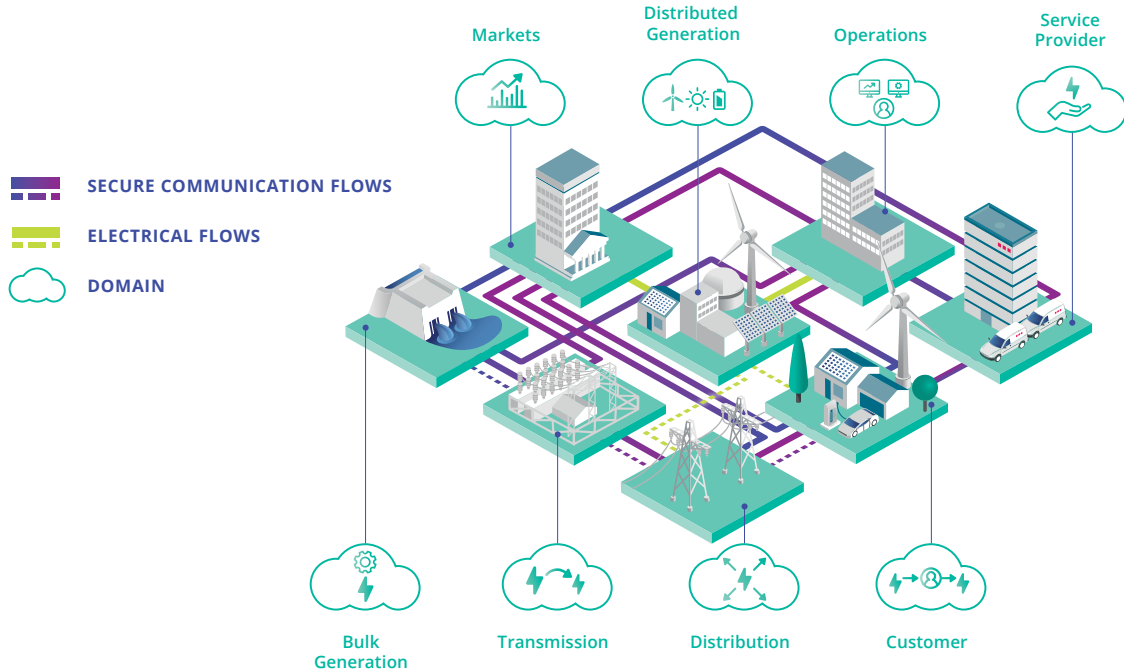 Markets
Distributed
Generation
Operations
Service
Provider
SECURE COMMUNICATION FLOWS
ELECTRICAL FLOWS
DOMAIN
Bulk
Generation
Transmission
Distribution
Customer